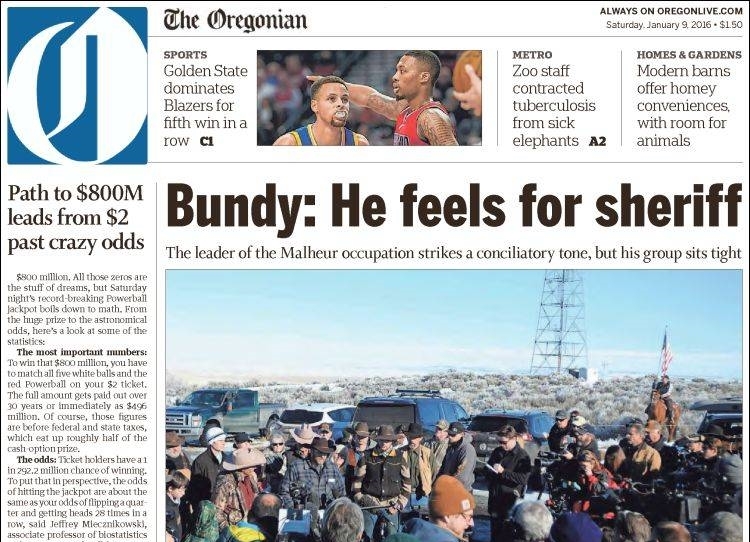 The Oregonian
ALWAYS ON OREGONLIVE.COM
Saturday, January 9, 2016 • $1.50
SPORTS
Golden State
dominates
Blazers for
fifth win in a
row C1
METRO
Zoo staff
contracted
tuberculosis
from sick
elephants A2
HOMES & GARDENS
Modern barns
offer homey
conveniences,
with room for
animals
Path to $800M
leads from $2
past crazy odds
$800 million. All those zeros are
the stuff of dreams, but Saturday
night's record-breaking Powerball
jackpot boils down to math. From
the huge prize to the astronomical
odds, here's a look at some of the
statistics:
The most important numbers:
To win that $800 million, you have
to match all five white balls and the
red Powerball on your $2 ticket.
The full amount gets paid out over
30 years or immediately as $496
million. Of course, those figures
are before federal and state taxes,
which eat up roughly half of the
cash option prize.
The odds: Ticket holders have a 1
in 292.2 million chance of winning.
To put that in perspective, the odds
of hitting the jackpot are about the
same as your odds of flipping a quar-
ter and getting heads 28 times in a
row, said Jeffrey Miecznikowski,
associate professor of biostatistics
Bundy: He feels for sheriff
The leader of the Malheur occupation strikes a conciliatory tone, but his group sits tight